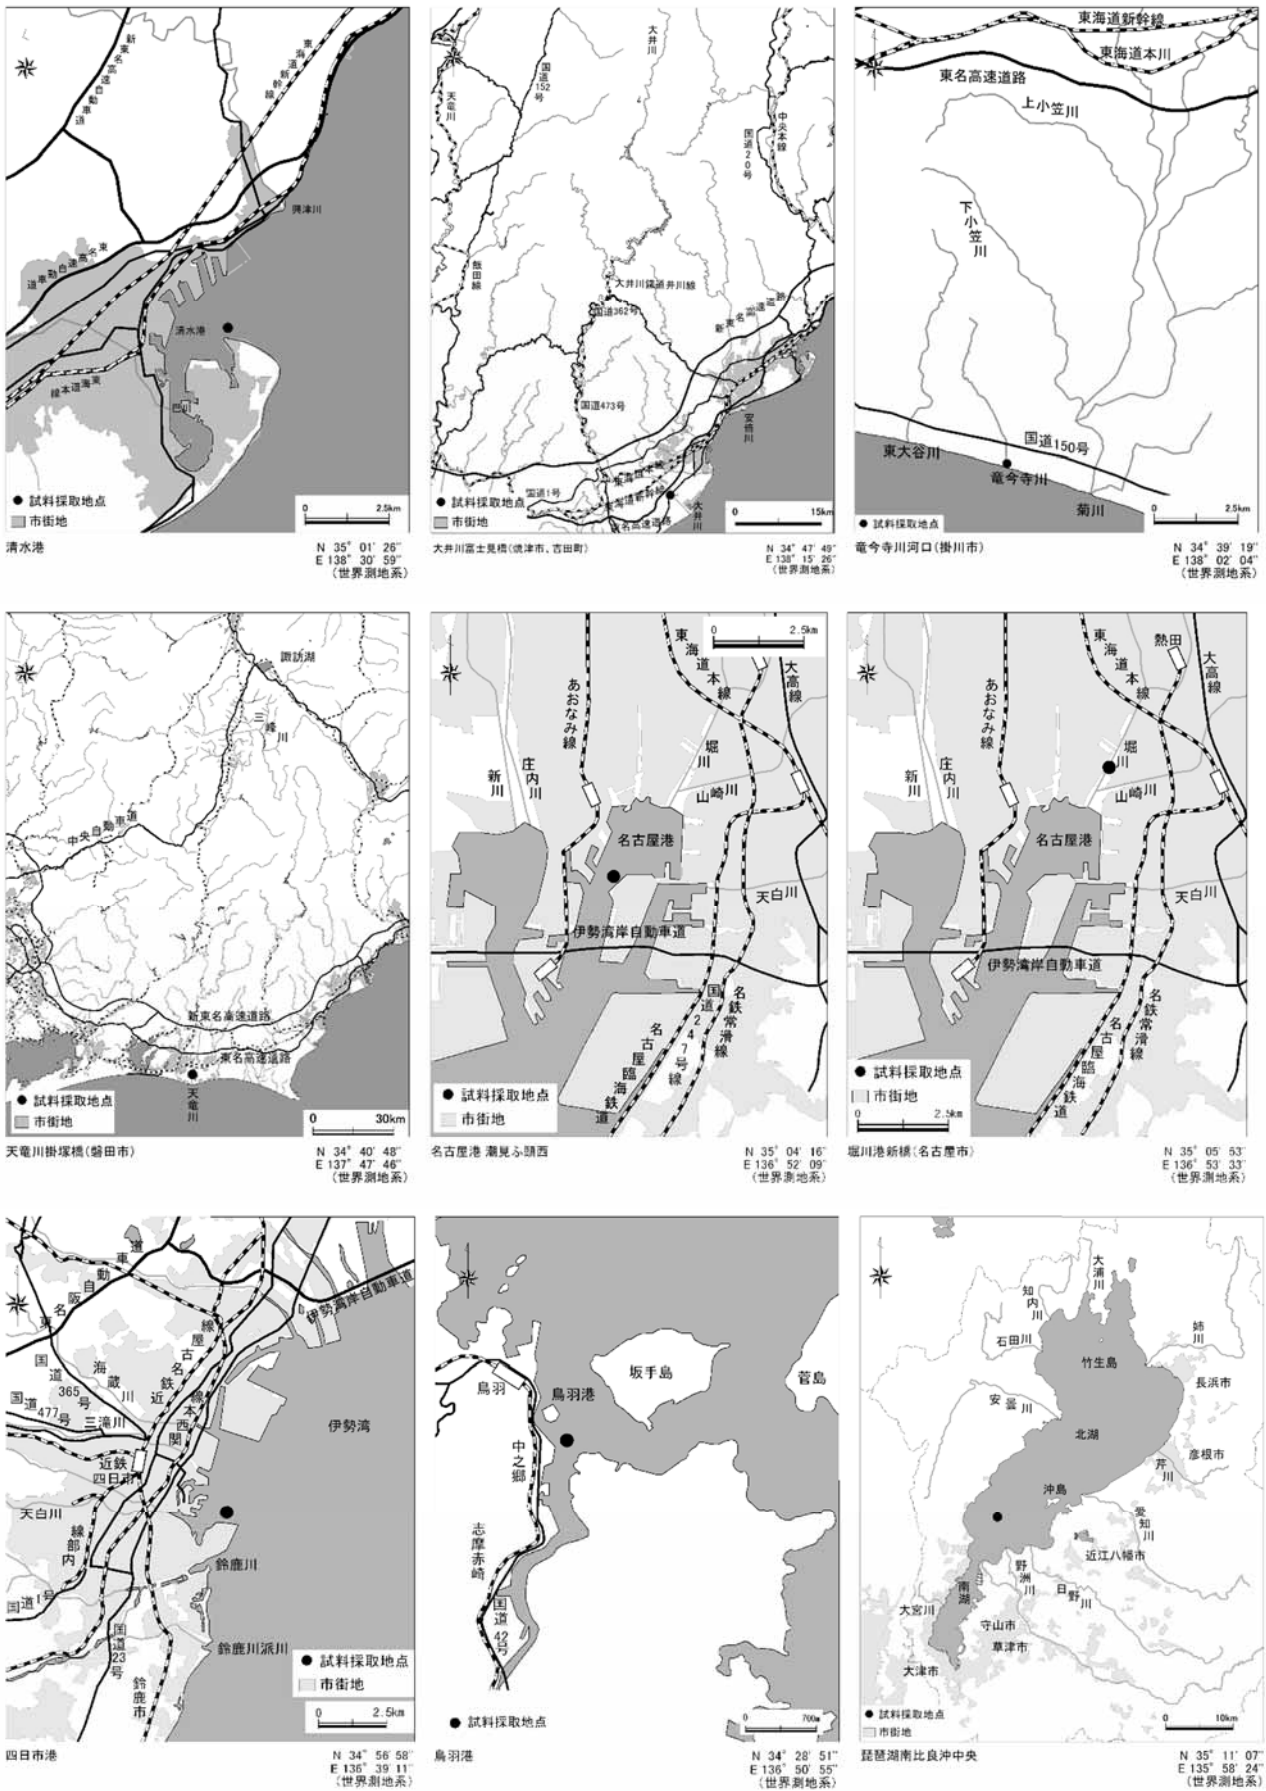 新東名高速自動車道
東海道新幹線
興津川
東名高速自動車道
清水港
東海道本線
巴川
● 試料採取地点
市街地
0 2.5km
清水港
N 35° 01′ 26″
E 138° 30′ 59″
(世界測地系)
大井川
国道152号
天竜川
中央本線
国道20号
飯田線
大井川鐵道井川線
国道362号
新東名高速道路
国道473号
安倍川
東海道本線
国道1号
東海道新幹線
大井川
東名高速道路
● 試料採取地点
市街地
0 15km
大井川富士見橋(焼津市、吉田町)
N 34° 47′ 49″
E 138° 15′ 26″
(世界測地系)
東海道新幹線
東海道本川
東名高速道路
上小笠川
下小笠川
国道150号
東大谷川
竜今寺川
菊川
● 試料採取地点
0 2.5km
竜今寺川河口(掛川市)
N 34° 39′ 19″
E 138° 02′ 04″
(世界測地系)
諏訪湖
三峰川
中央自動車道
新東名高速道路
東名高速道路
天竜川
● 試料採取地点
市街地
0 30km
天竜川掛塚橋(磐田市)
N 34° 40′ 48″
E 137° 47′ 46″
(世界測地系)
0 2.5km
東海道本線
大高線
あおなみ線
堀川
新川
庄内川
山崎川
名古屋港
天白川
伊勢湾岸自動車道
国道247号線
名鉄常滑線
名古屋臨海鉄道
● 試料採取地点
市街地
名古屋港 潮見ふ頭西
N 35° 04′ 16″
E 136° 52′ 09″
(世界測地系)
熱田
東海道本線
大高線
あおなみ線
堀川
新川
庄内川
山崎川
名古屋港
天白川
伊勢湾岸自動車道
名鉄常滑線
名古屋臨海鉄道
● 試料採取地点
市街地
0 2.5km
堀川港新橋(名古屋市)
N 35° 05′ 53″
E 136° 53′ 33″
(世界測地系)
東名阪自動車道
伊勢湾岸自動車道
国道365号
海蔵川
近鉄名古屋線
国道477号
三滝川
関西本線
伊勢湾
近鉄四日市
天白川
内部線
鈴鹿川
国道1号
国道23号
鈴鹿川派川
鈴鹿市
● 試料採取地点
市街地
0 2.5km
四日市港
N 34° 56′ 58″
E 136° 39′ 11″
(世界測地系)
坂手島
菅島
鳥羽
鳥羽港
中之郷
志摩赤崎
国道42号
● 試料採取地点
0 700m
鳥羽港
N 34° 28′ 51″
E 136° 50′ 55″
(世界測地系)
大浦川
知内川
石田川
姉川
竹生島
長浜市
安曇川
北湖
彦根市
芹川
沖島
愛知川
近江八幡市
野洲川
日野川
南湖
大宮川
守山市
草津市
大津市
● 試料採取地点
市街地
0 10km
琵琶湖南比良沖中央
N 35° 11′ 07″
E 135° 58′ 24″
(世界測地系)